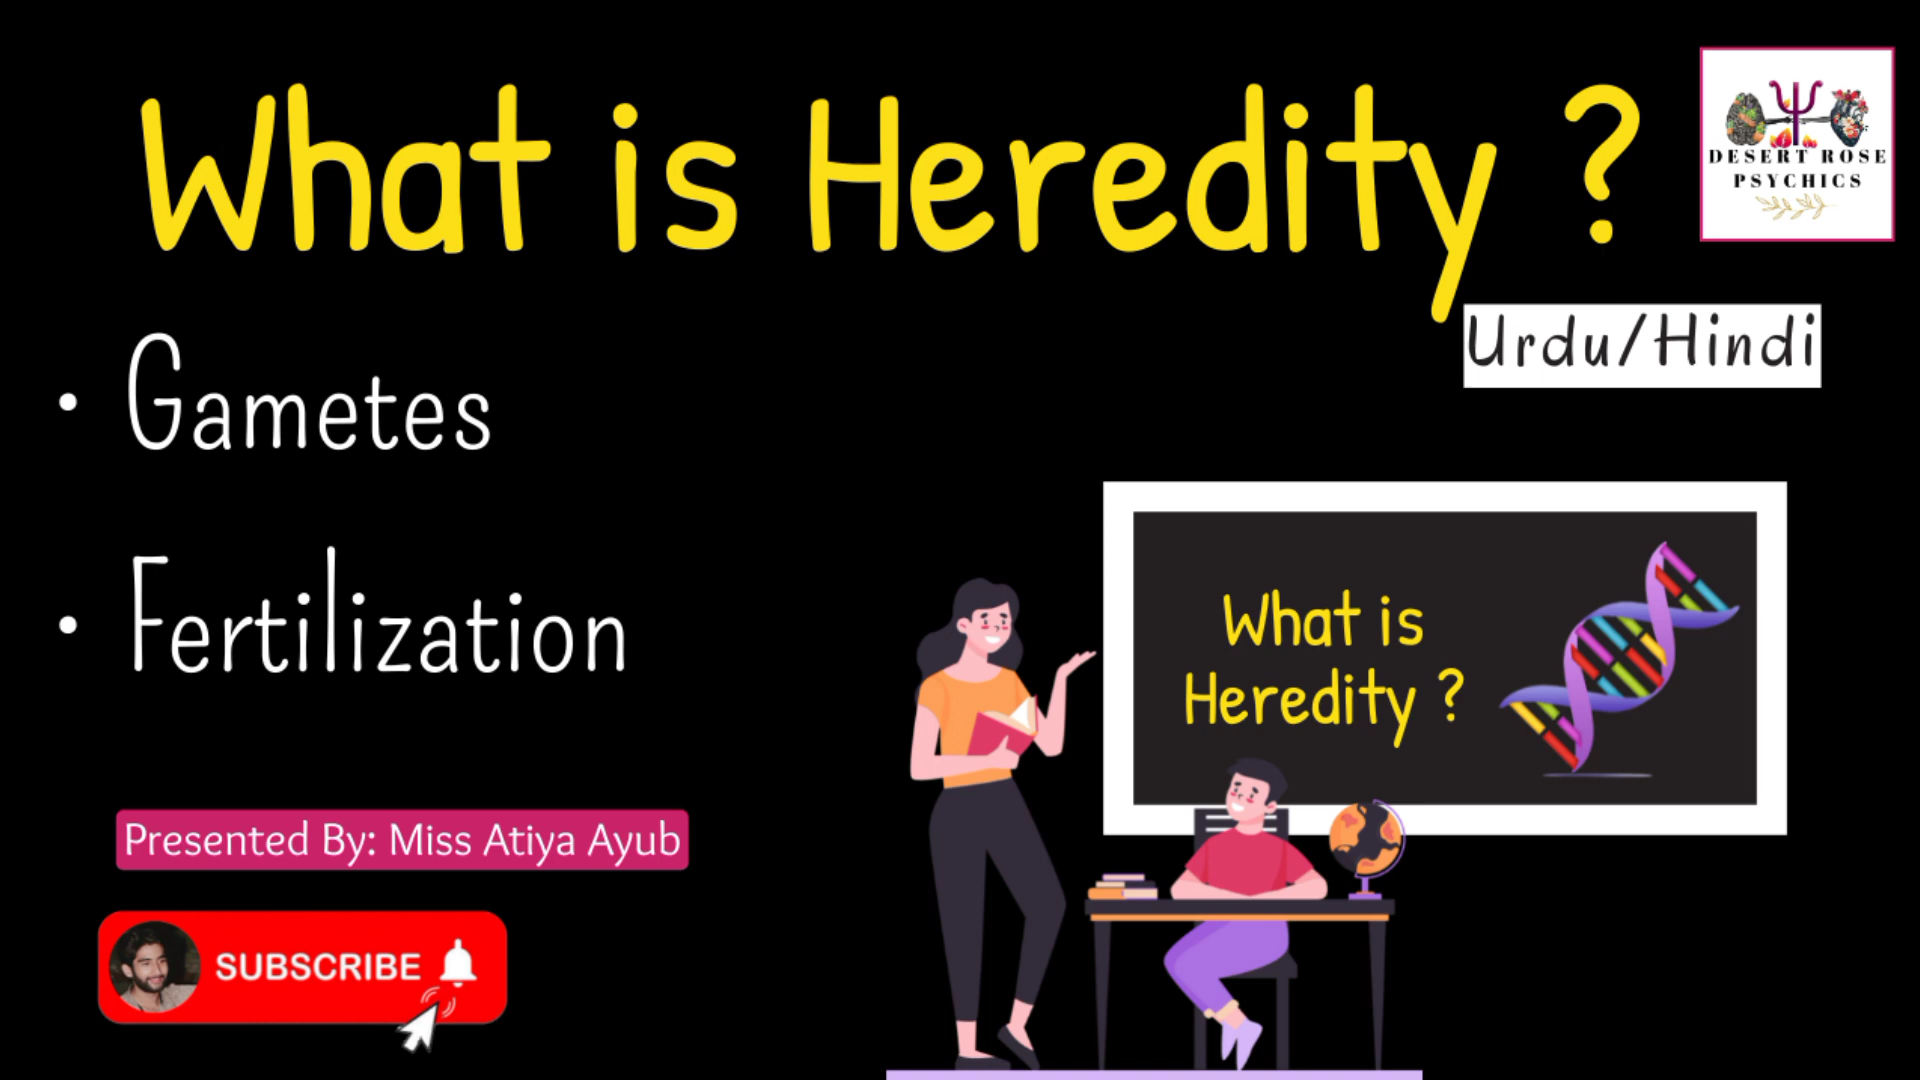 What is Heredity ?
DESERT ROSE
PSYCHICS
Urdu/Hindi
• Gametes
• Fertilization
What is
Heredity ?
Presented By: Miss Atiya Ayub
SUBSCRIBE